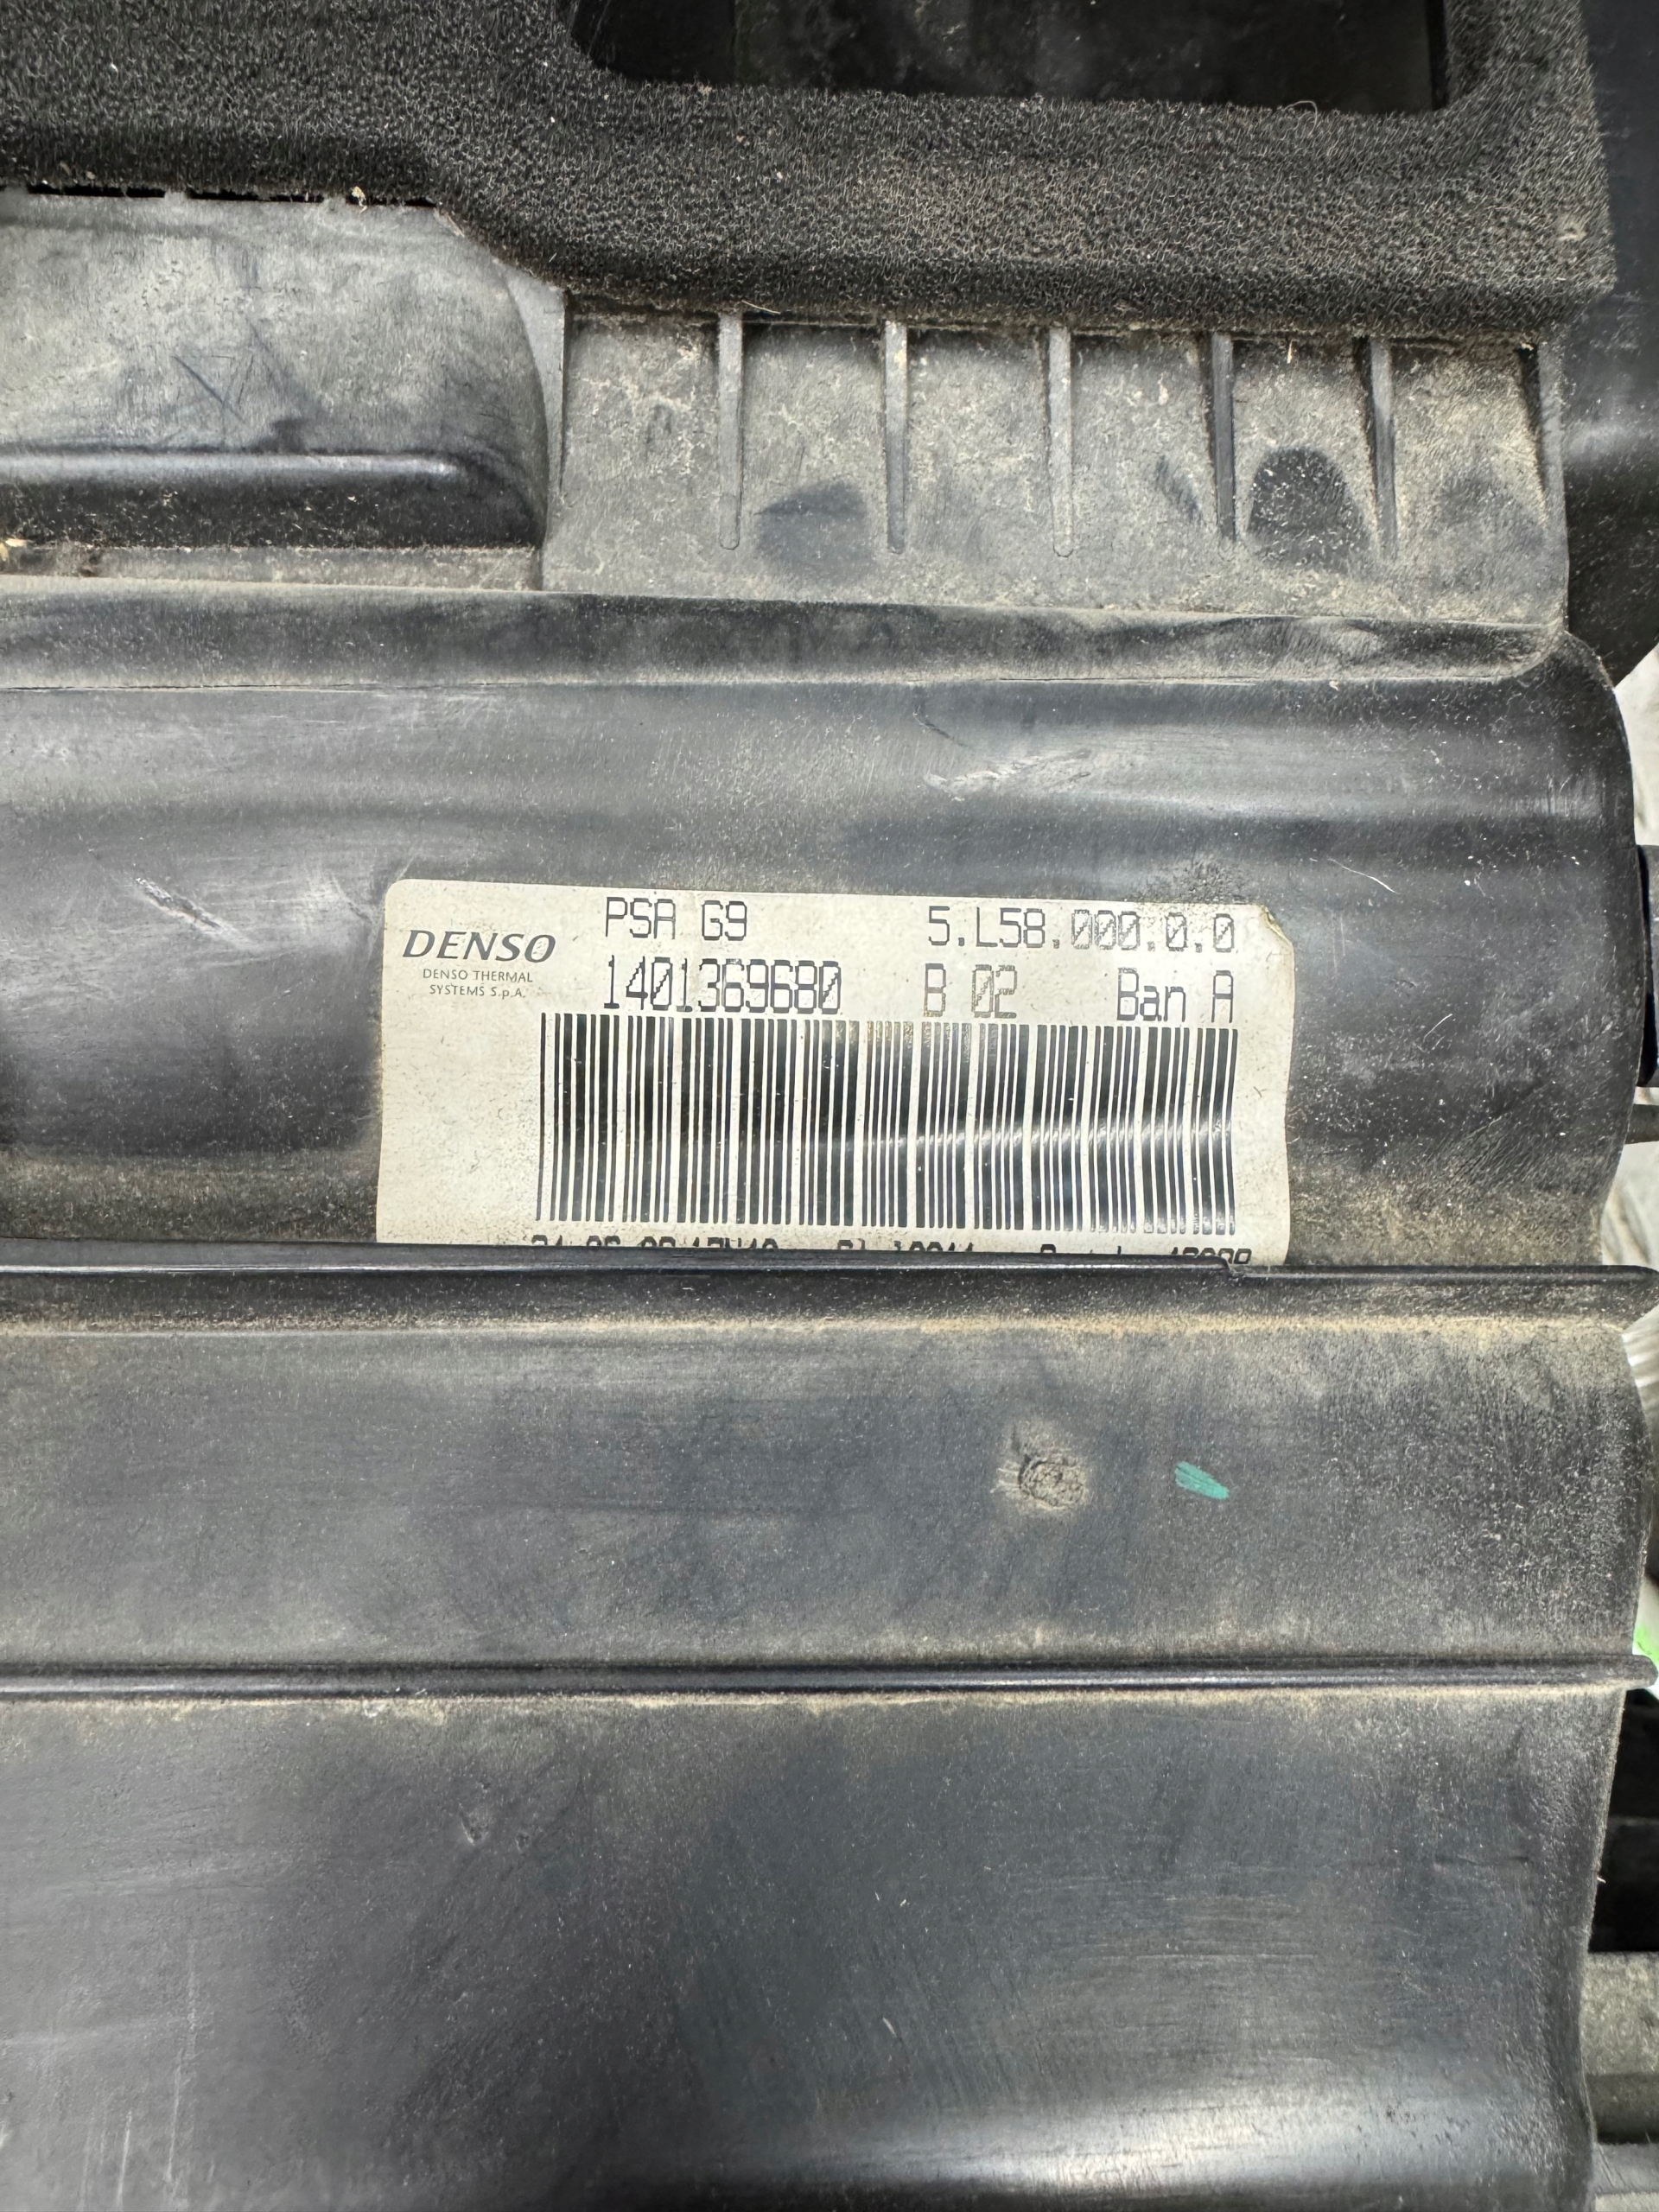 PSA G9 5.L58.000.0.0
DENSO
DENSO THERMAL
SYSTEMS S.p.A.
1401369680 B 02 Ban A